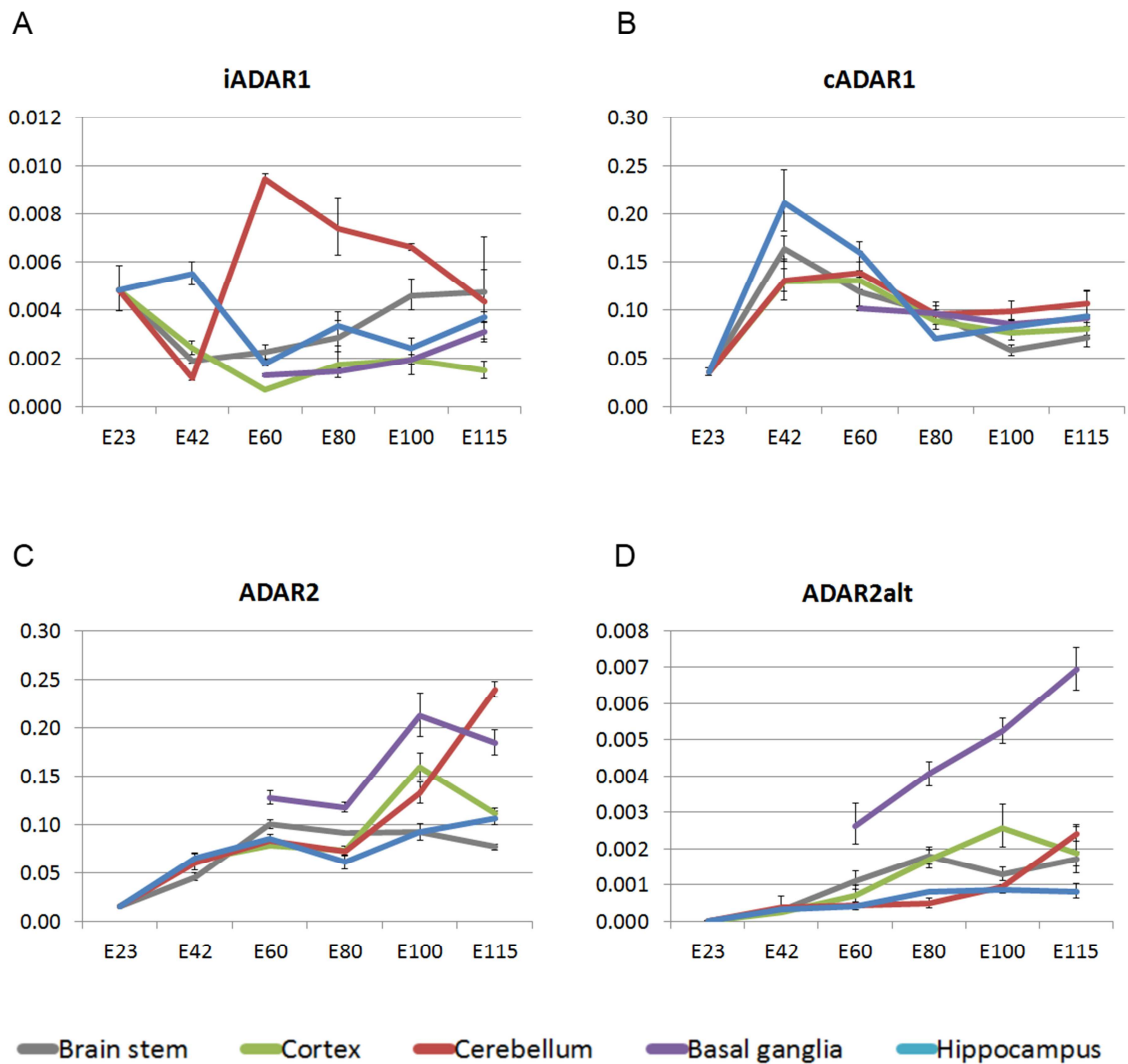 A
B
iADAR1
cADAR1
0.012
0.010
0.008
0.006
0.004
0.002
0.000
E23 E42 E60 E80 E100 E115
0.30
0.25
0.20
0.15
0.10
0.05
0.00
E23 E42 E60 E80 E100 E115
C
D
ADAR2
ADAR2alt
0.30
0.25
0.20
0.15
0.10
0.05
0.00
E23 E42 E60 E80 E100 E115
0.008
0.007
0.006
0.005
0.004
0.003
0.002
0.001
0.000
E23 E42 E60 E80 E100 E115
Brain stem Cortex Cerebellum Basal ganglia Hippocampus